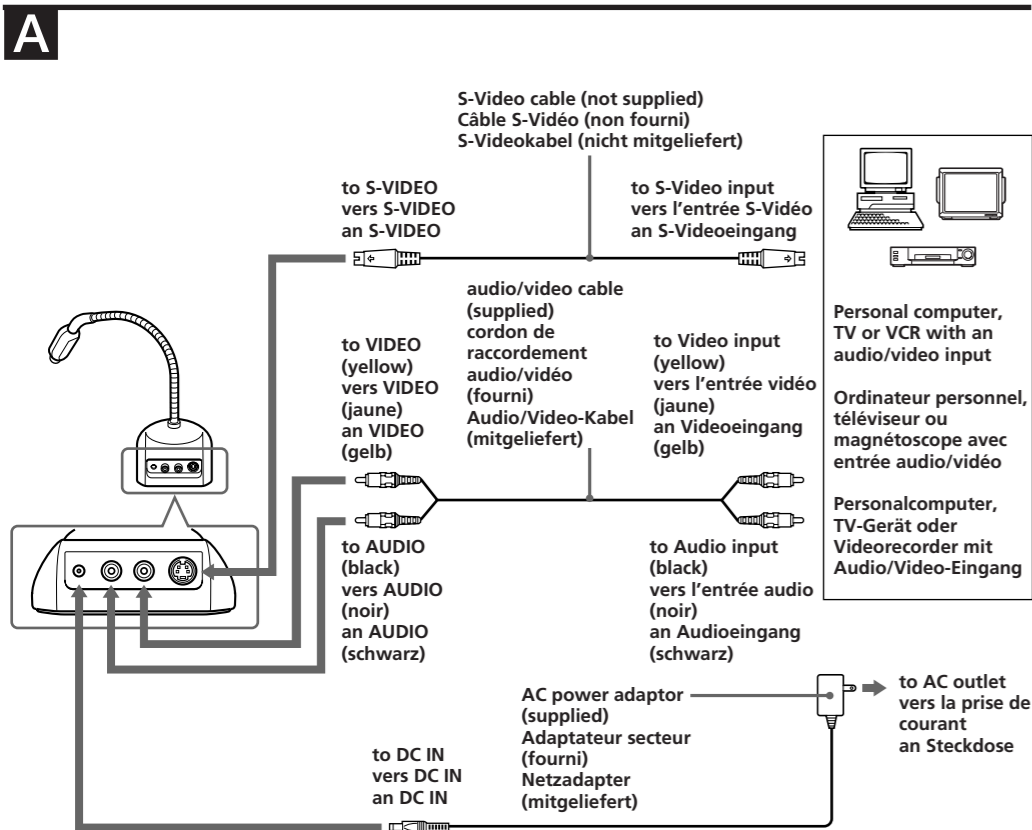 A
S-Video cable (not supplied)
Câble S-Vidéo (non fourni)
S-Videokabel (nicht mitgeliefert)
to S-VIDEO
vers S-VIDEO
an S-VIDEO
to S-Video input
vers l’entrée S-Vidéo
an S-Videoeingang
audio/video cable
(supplied)
cordon de
raccordement
audio/vidéo
(fourni)
Audio/Video-Kabel
(mitgeliefert)
to VIDEO
(yellow)
vers VIDEO
(jaune)
an VIDEO
(gelb)
to Video input
(yellow)
vers l’entrée vidéo
(jaune)
an Videoeingang
(gelb)
Personal computer,
TV or VCR with an
audio/video input
Ordinateur personnel,
téléviseur ou
magnétoscope avec
entrée audio/vidéo
Personalcomputer,
TV-Gerät oder
Videorecorder mit
Audio/Video-Eingang
to AUDIO
(black)
vers AUDIO
(noir)
an AUDIO
(schwarz)
to Audio input
(black)
vers l’entrée audio
(noir)
an Audioeingang
(schwarz)
AC power adaptor
(supplied)
Adaptateur secteur
(fourni)
Netzadapter
(mitgeliefert)
to AC outlet
vers la prise de
courant
an Steckdose
to DC IN
vers DC IN
an DC IN